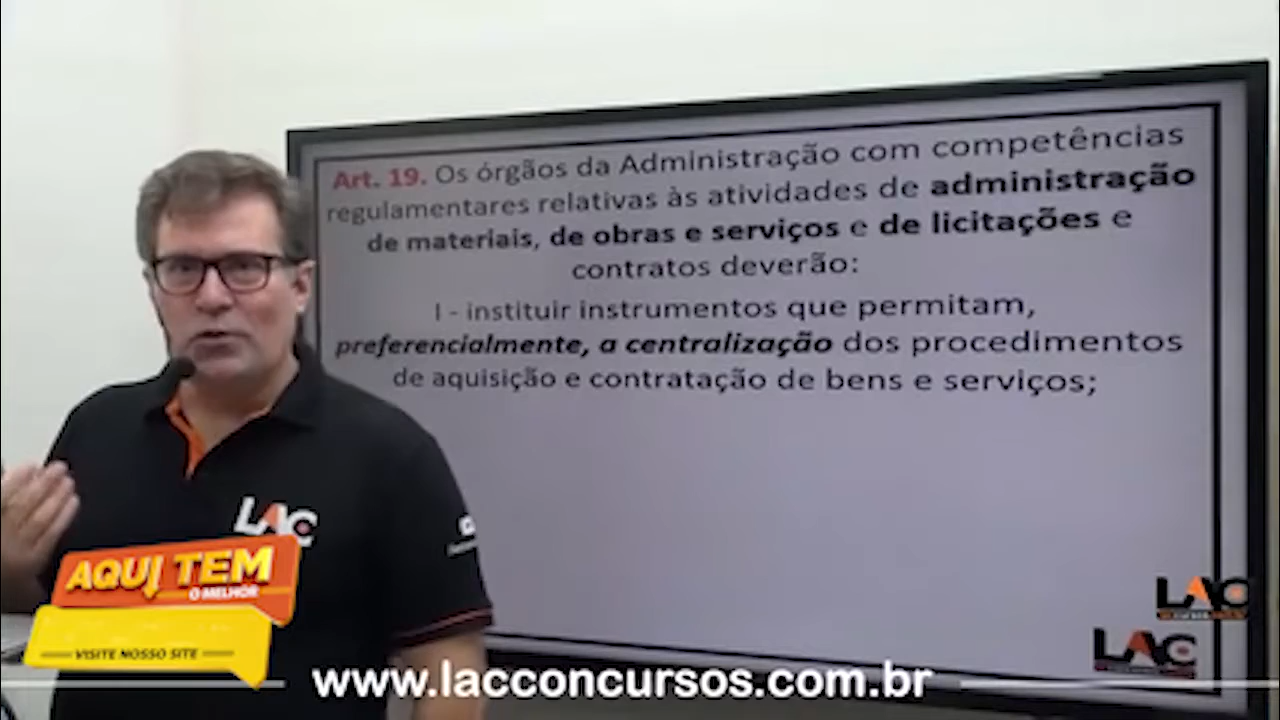 Art. 19. Os órgãos da Administração com competências
regulamentares relativas às atividades de administração
de materiais, de obras e serviços e de licitações e
contratos deverão:
I - instituir instrumentos que permitam,
preferencialmente, a centralização dos procedimentos
de aquisição e contratação de bens e serviços;
LAC
AQUI TEM
O MELHOR
VISITE NOSSO SITE
LAC
LAC
www.lacconcursos.com.br